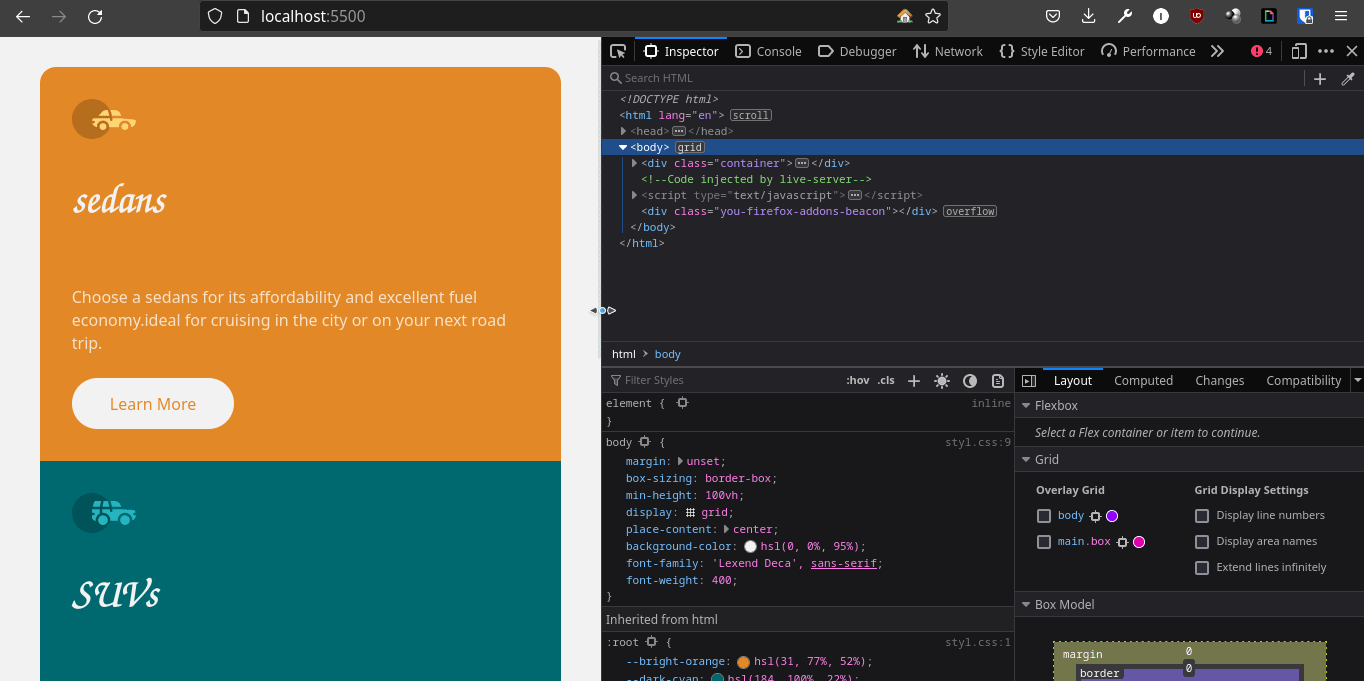 localhost:5500
sedans
Choose a sedans for its affordability and excellent fuel
economy.ideal for cruising in the city or on your next road
trip.
Learn More
SUVs
Inspector Console Debugger Network Style Editor Performance 4
Search HTML
<!DOCTYPE html>
<html lang="en"> scroll
<head> </head>
<body> grid
<div class="container"> </div>
<!--Code injected by live-server-->
<script type="text/javascript"> </script>
<div class="you-firefox-addons-beacon"></div> overflow
</body>
</html>
html > body
Filter Styles :hov .cls
element { inline
}
body { styl.css:9
margin: unset;
box-sizing: border-box;
min-height: 100vh;
display: grid;
place-content: center;
background-color: hsl(0, 0%, 95%);
font-family: 'Lexend Deca', sans-serif;
font-weight: 400;
}
Inherited from html
:root { styl.css:1
--bright-orange: hsl(31, 77%, 52%);
--dark-cyan: hsl(184, 100%, 22%);
Layout Computed Changes Compatibility
Flexbox
Select a Flex container or item to continue.
Grid
Overlay Grid Grid Display Settings
body Display line numbers
main.box Display area names
Extend lines infinitely
Box Model
margin 0
border 0